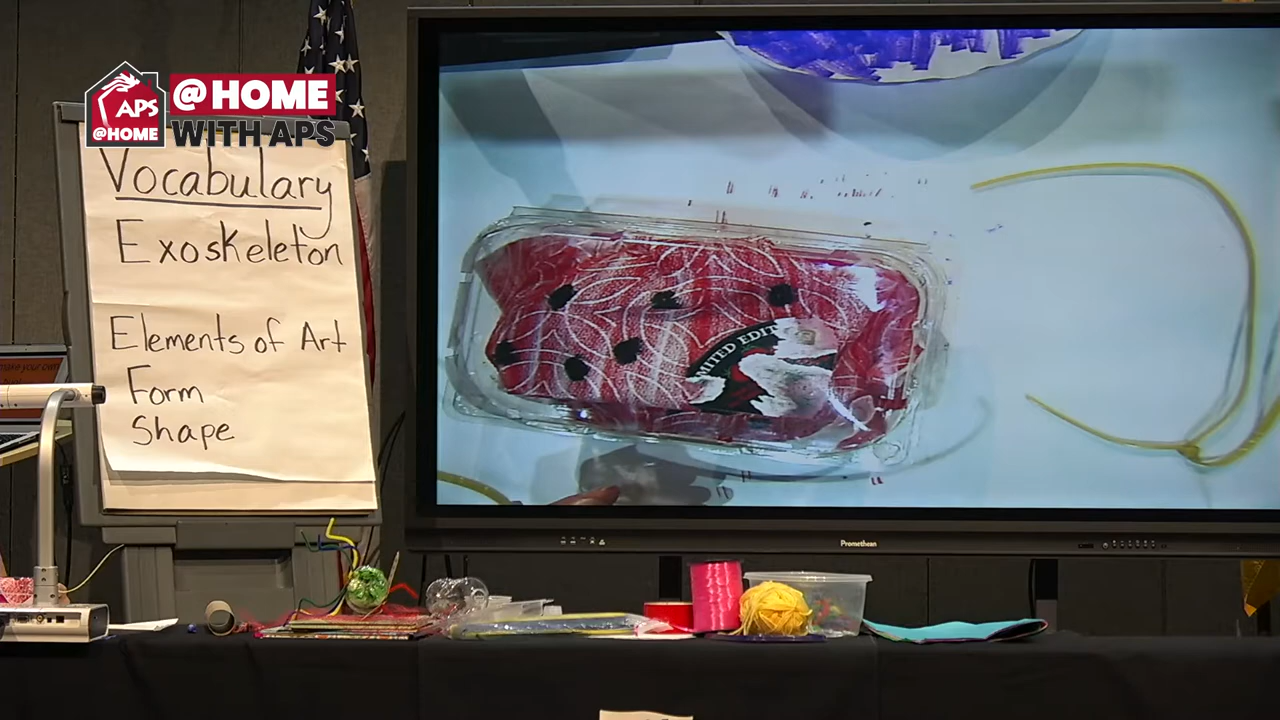 APS
@HOME
@HOME
WITH APS
Vocabulary
Exoskeleton
Elements of Art
Form
Shape
MITED EDIT
Promethean